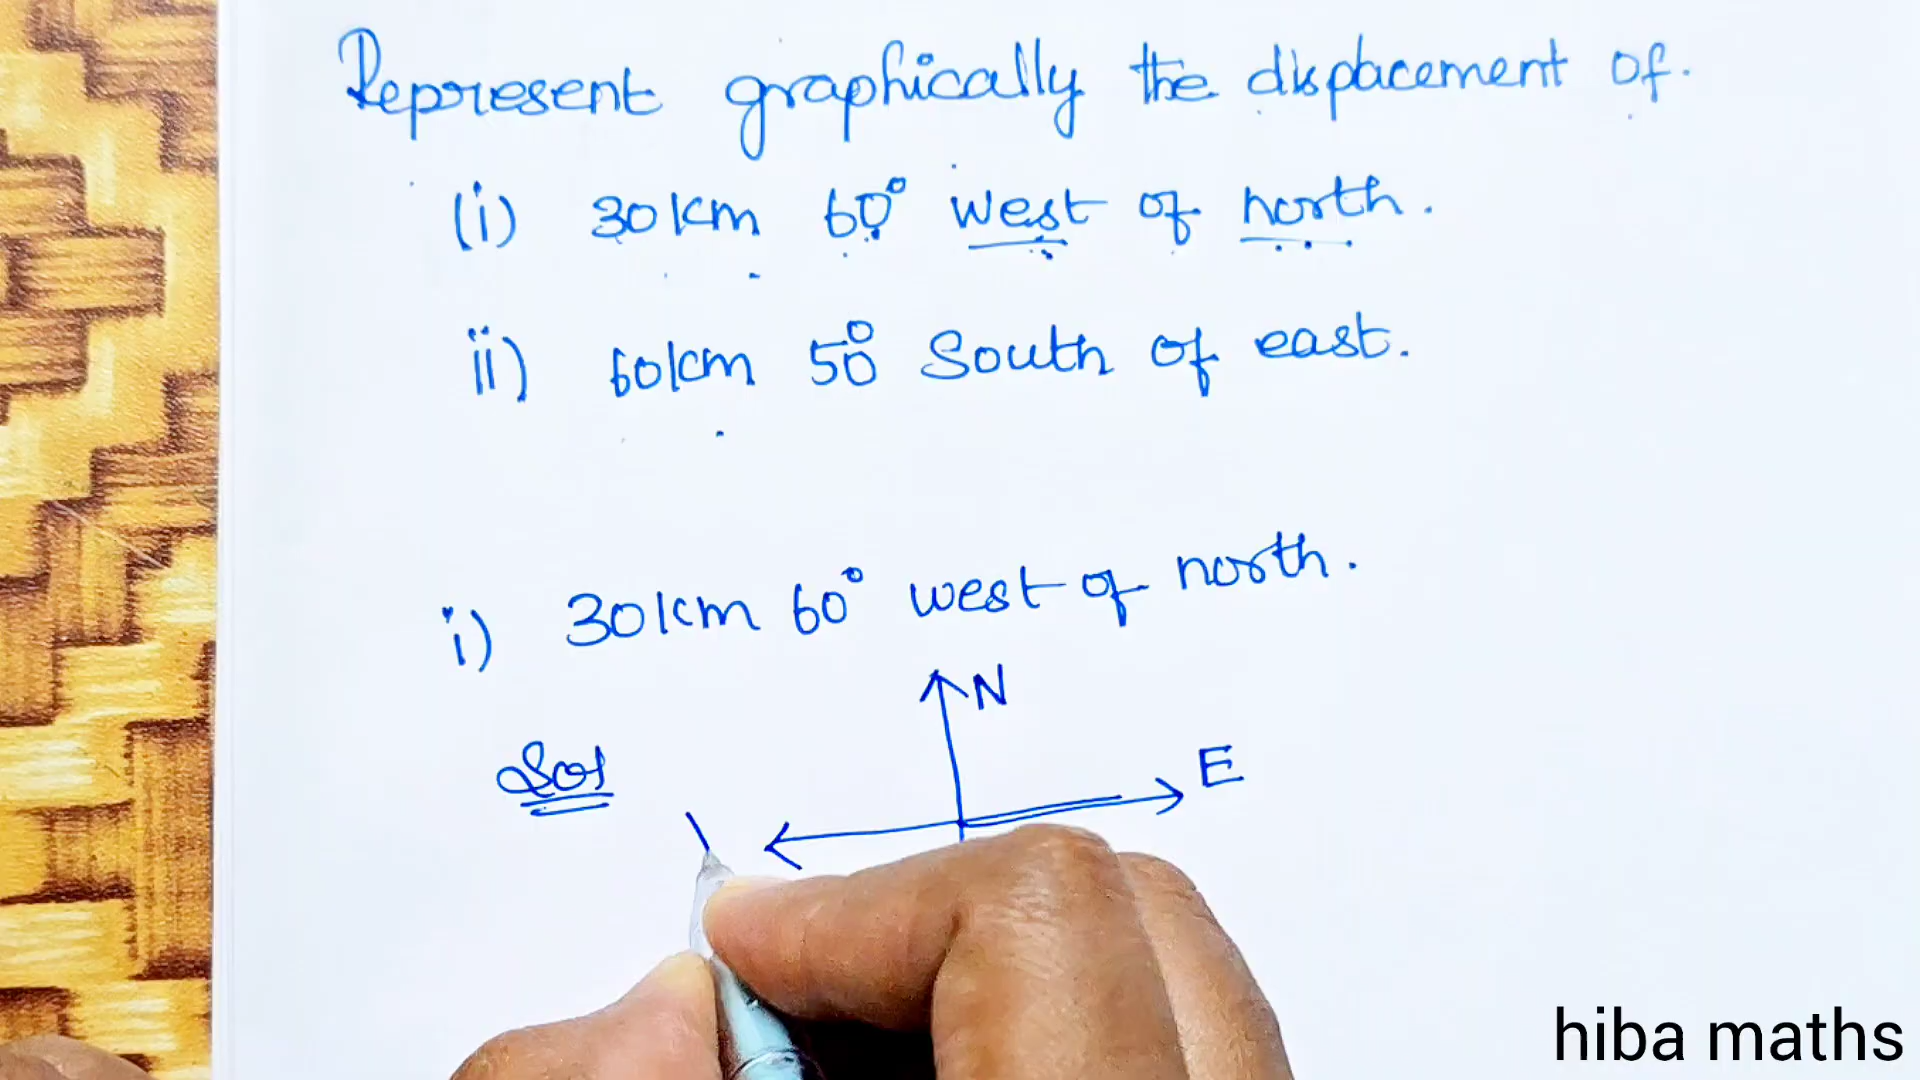 Represent graphically the displacement of.
(i) 30km 60° west of north.
ii) 60km 50° South of east.
i) 30km 60° west of north.
N
Sol
E
hiba maths